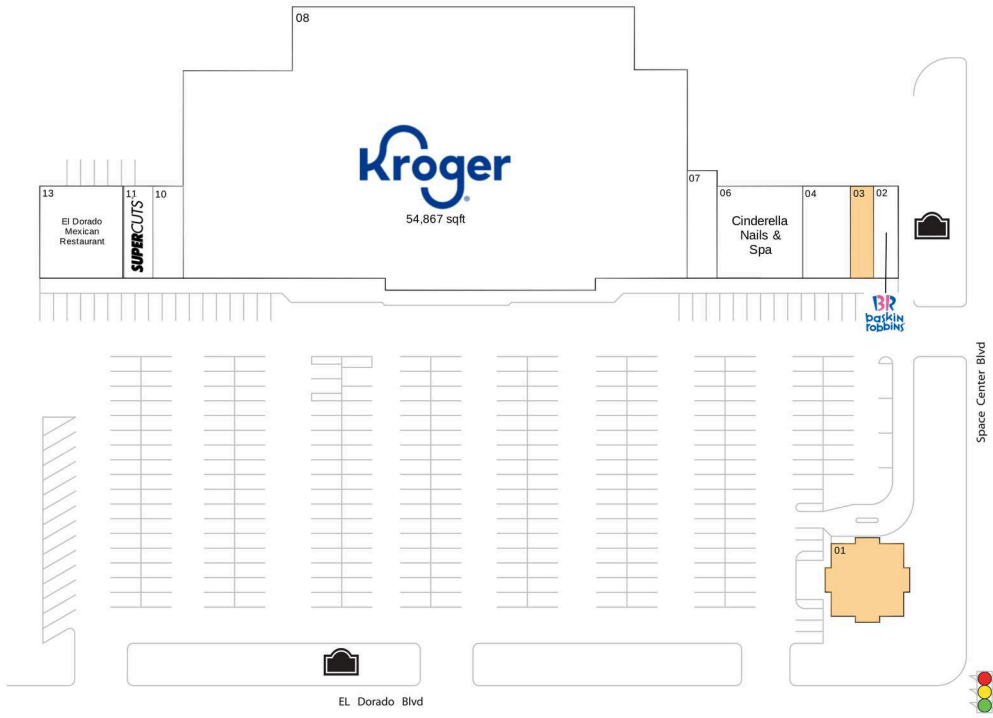 08
Kroger
54,867 sqft
13
El Dorado
Mexican
Restaurant
11
SUPERCUTS
10
07
06
Cinderella
Nails &
Spa
04
03
02
BR
baskin
robbins
Space Center Blvd
01
EL Dorado Blvd